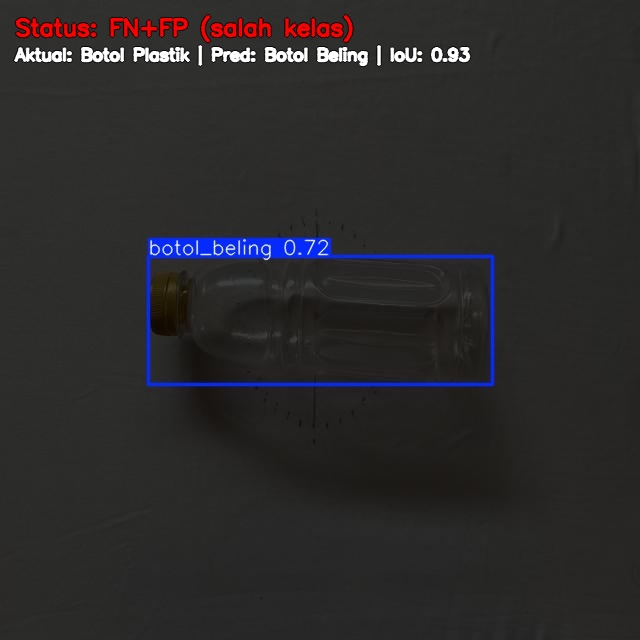 Status: FN+FP (salah kelas)
Aktual: Botol Plastik | Pred: Botol Beling | IoU: 0.93
botol_beling 0.72